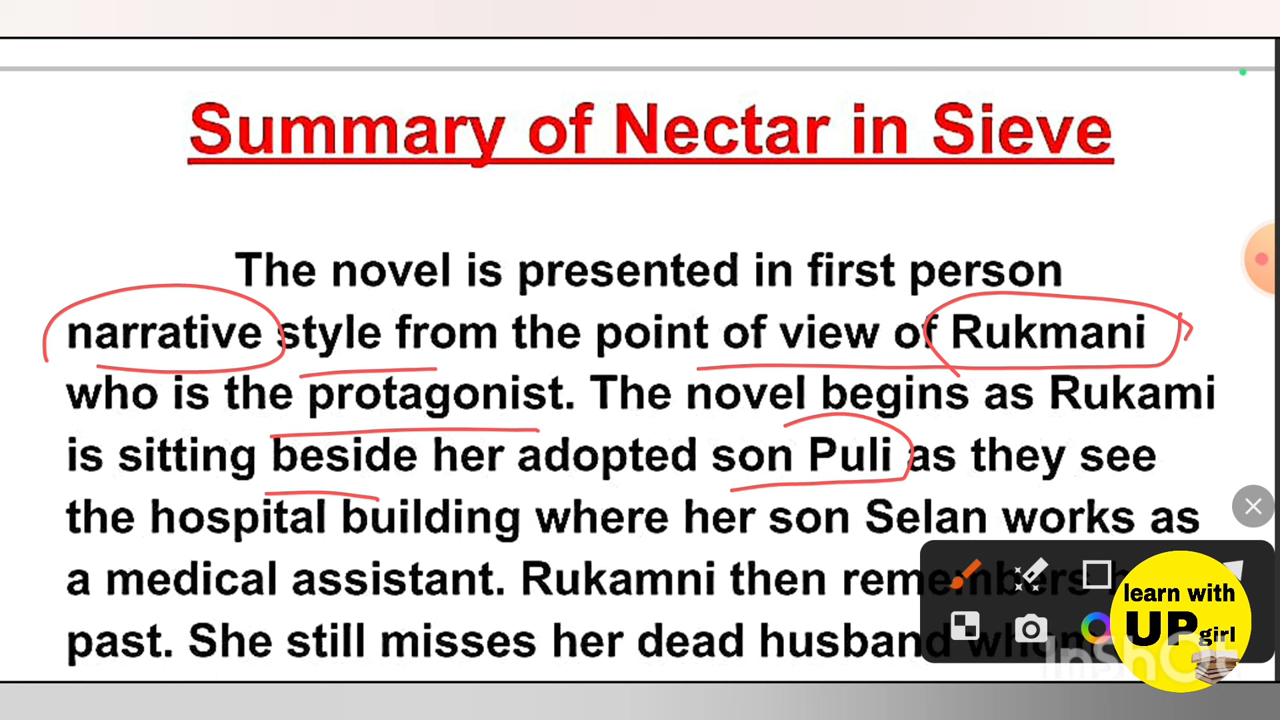 Summary of Nectar in Sieve
The novel is presented in first person
narrative style from the point of view of Rukmani
who is the protagonist. The novel begins as Rukami
is sitting beside her adopted son Puli as they see
the hospital building where her son Selan works as
a medical assistant. Rukamni then remembers
past. She still misses her dead husband
learn with
UP girl
InShOt